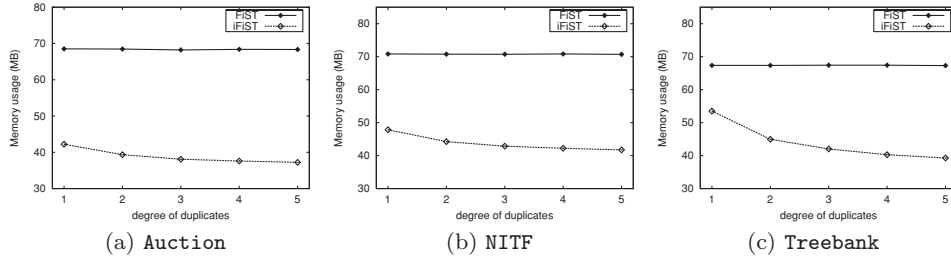 FiST
iFiST
80
70
60
50
40
30
Memory usage (MB)
1 2 3 4 5
degree of duplicates
(a) Auction
FiST
iFiST
80
70
60
50
40
30
Memory usage (MB)
1 2 3 4 5
degree of duplicates
(b) NITF
FiST
iFiST
80
70
60
50
40
30
Memory usage (MB)
1 2 3 4 5
degree of duplicates
(c) Treebank